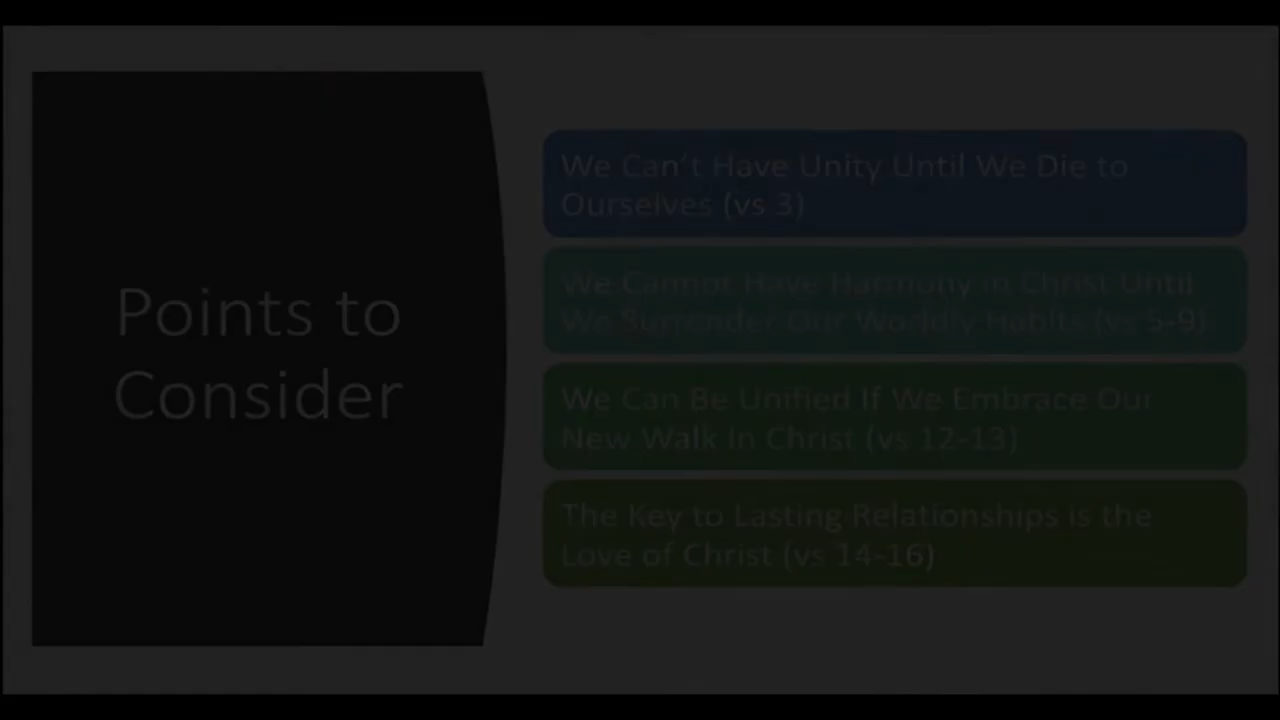 Points to
Consider
We Can't Have Unity Until We Die to
Ourselves (vs 3)
We Cannot Have Harmony in Christ Until
We Surrender Our Worldly Habits (vs 5-9)
We Can Be Unified If We Embrace Our
New Walk In Christ (vs 12-13)
The Key to Lasting Relationships is the
Love of Christ (vs 14-16)